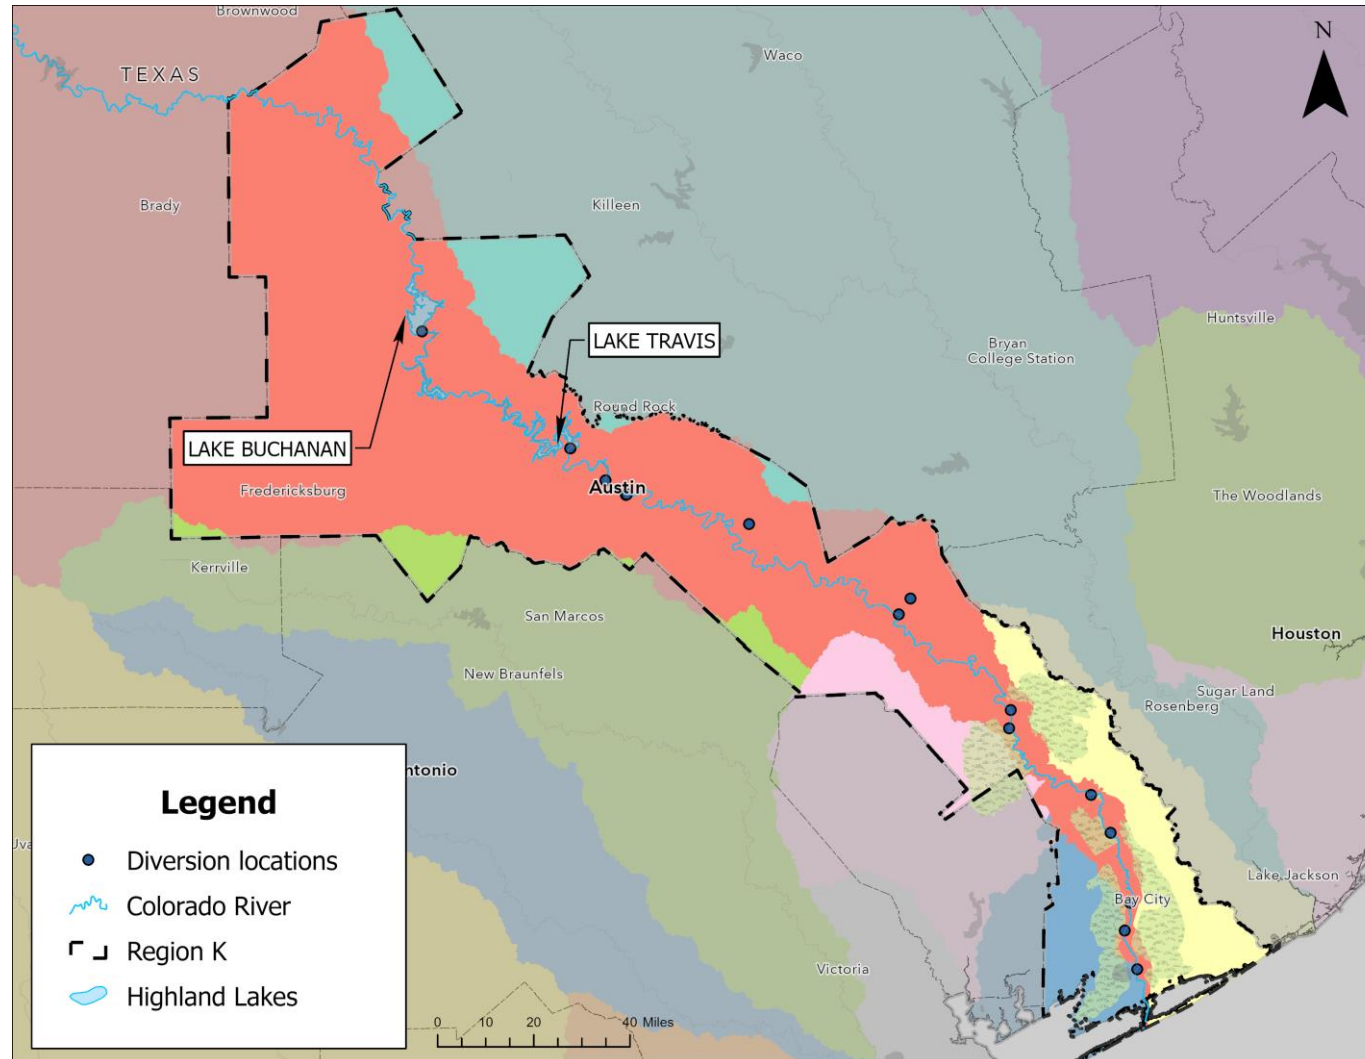 Brownwood
N
TEXAS
Waco
Brady
Killeen
Huntsville
Bryan
College Station
LAKE TRAVIS
Round Rock
LAKE BUCHANAN
Fredericksburg
Austin
The Woodlands
Kerrville
San Marcos
Houston
New Braunfels
Sugar Land
Rosenberg
ntonio
Legend
Diversion locations
Colorado River
Region K
Highland Lakes
Uva
Lake Jackson
Bay City
Victoria
0 10 20 40 Miles